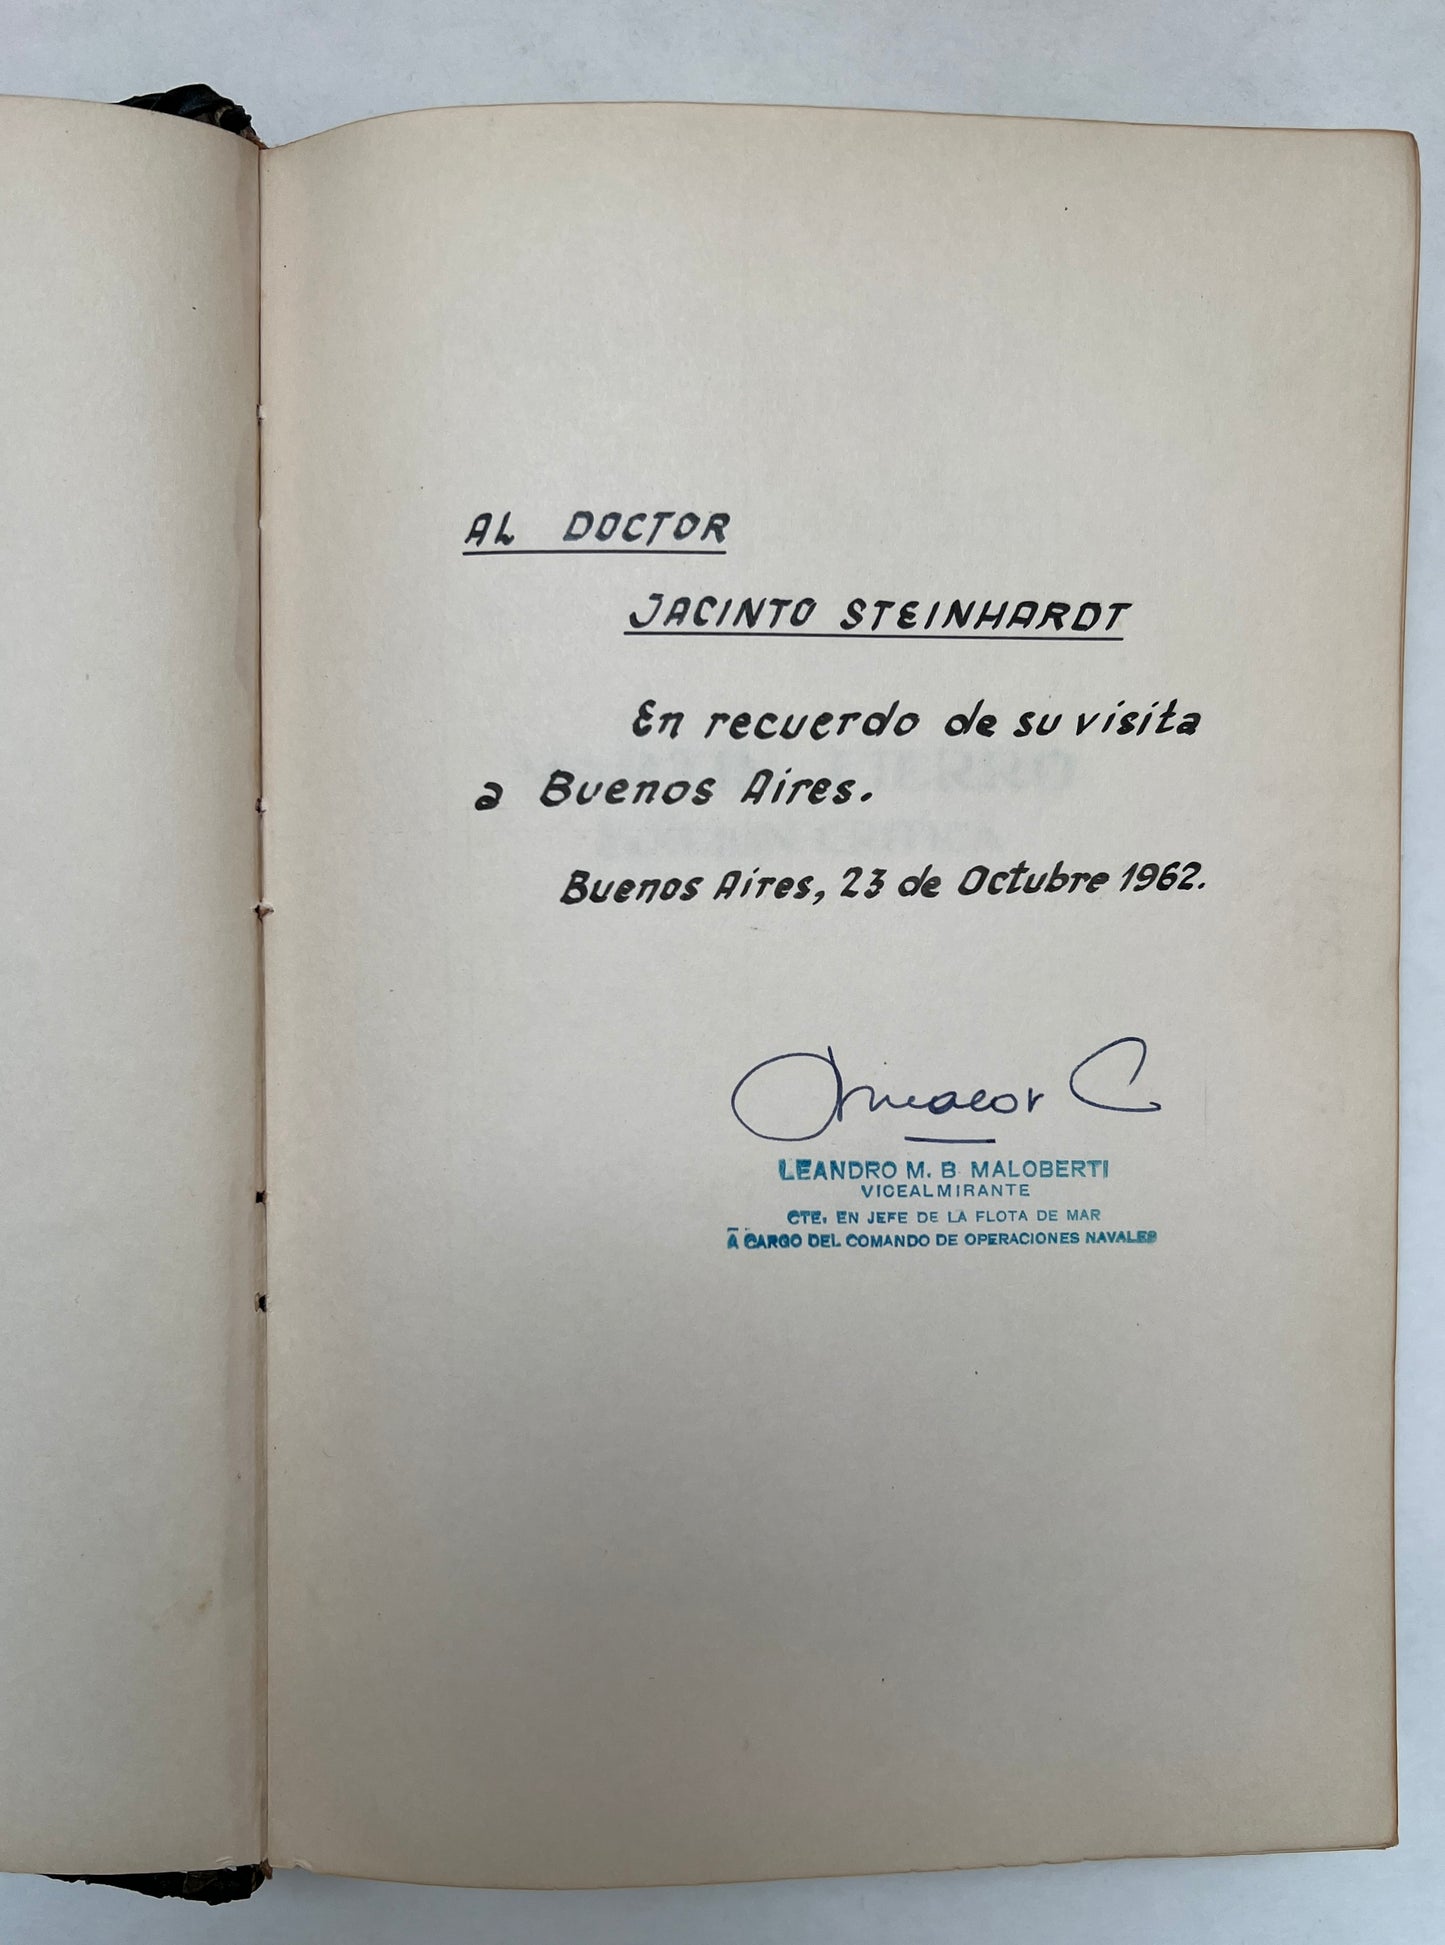 AL DOCTOR
JACINTO STEINHARDT
En recuerdo de su visita
a Buenos Aires.
Buenos Aires, 23 de Octubre 1962.
LEANDRO M. B. MALOBERTI
VICEALMIRANTE
CTE. EN JEFE DE LA FLOTA DE MAR
A CARGO DEL COMANDO DE OPERACIONES NAVALES